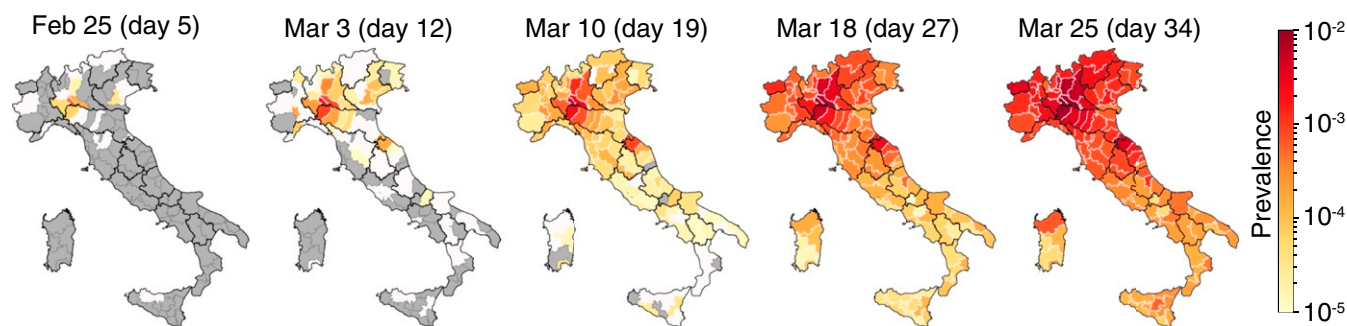 Feb 25 (day 5)
Mar 3 (day 12)
Mar 10 (day 19)
Mar 18 (day 27)
Mar 25 (day 34)
Prevalence
10⁻²
10⁻³
10⁻⁴
10⁻⁵